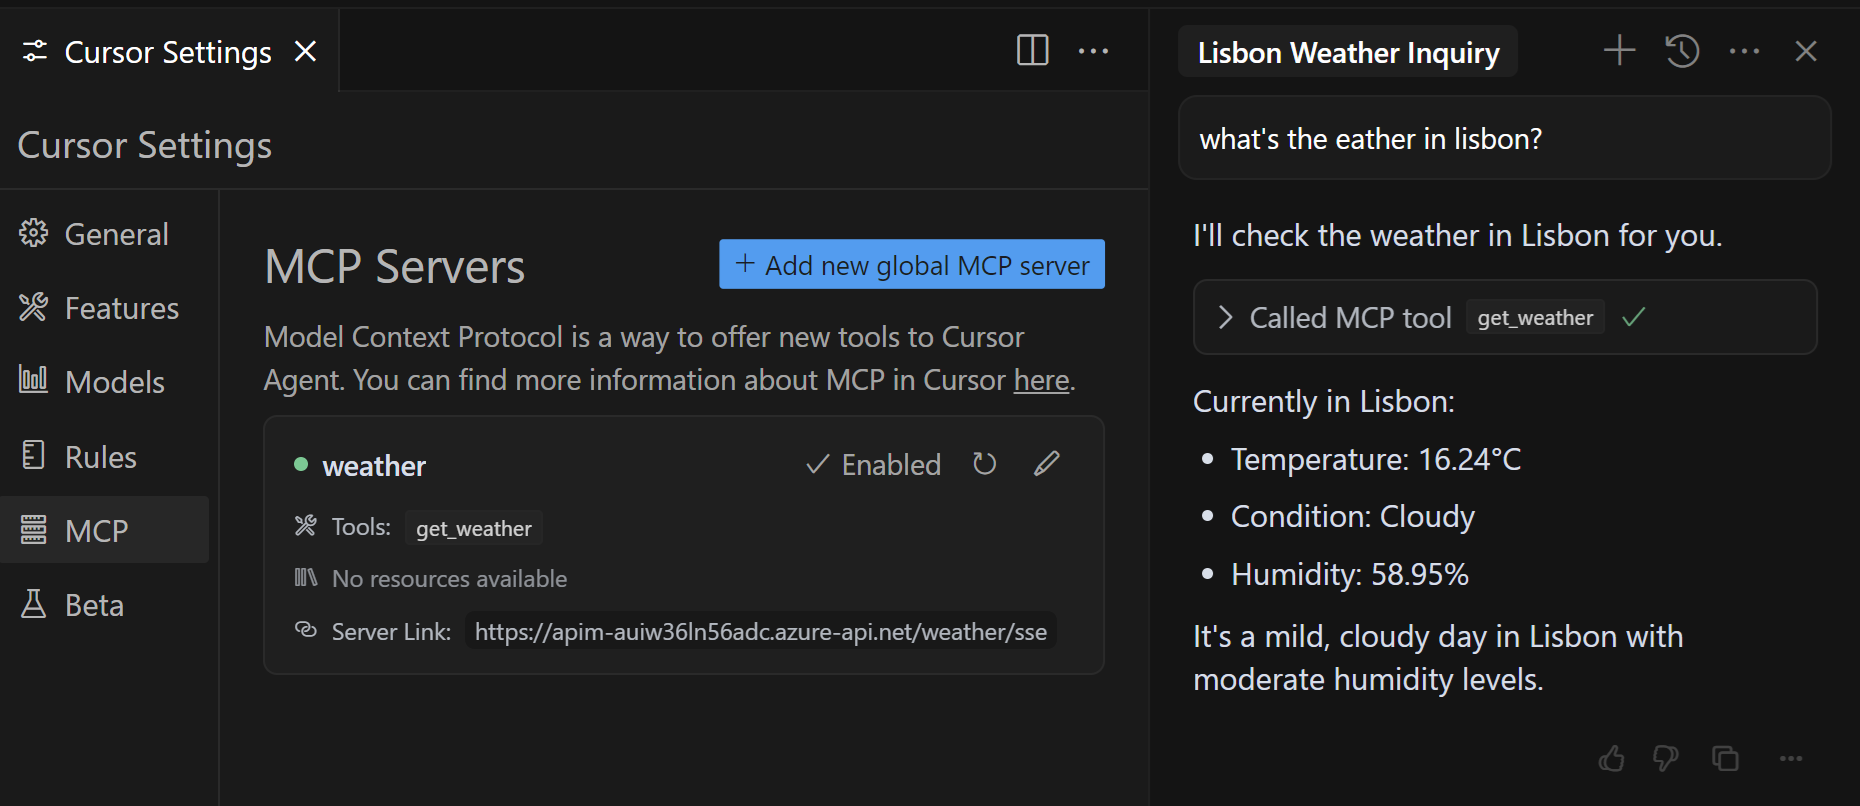 Cursor Settings
Cursor Settings
General
Features
Models
Rules
MCP
Beta
MCP Servers
+ Add new global MCP server
Model Context Protocol is a way to offer new tools to Cursor
Agent. You can find more information about MCP in Cursor here.
weather
Enabled
Tools: get_weather
No resources available
Server Link: https://apim-auiw36ln56adc.azure-api.net/weather/sse
Lisbon Weather Inquiry
what's the eather in lisbon?
I'll check the weather in Lisbon for you.
Called MCP tool get_weather
Currently in Lisbon:
• Temperature: 16.24°C
• Condition: Cloudy
• Humidity: 58.95%
It's a mild, cloudy day in Lisbon with
moderate humidity levels.